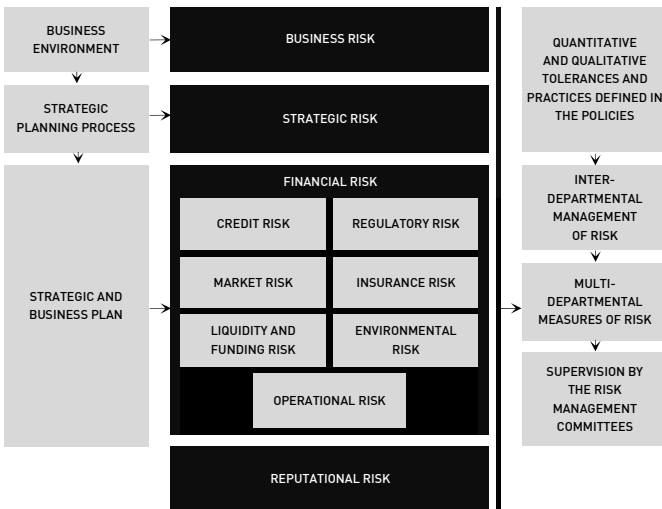 BUSINESS
ENVIRONMENT
BUSINESS RISK
STRATEGIC
PLANNING PROCESS
STRATEGIC RISK
STRATEGIC AND
BUSINESS PLAN
FINANCIAL RISK
CREDIT RISK
REGULATORY RISK
MARKET RISK
INSURANCE RISK
LIQUIDITY AND
FUNDING RISK
ENVIRONMENTAL
RISK
OPERATIONAL RISK
REPUTATIONAL RISK
QUANTITATIVE
AND QUALITATIVE
TOLERANCES AND
PRACTICES DEFINED IN
THE POLICIES
INTER-
DEPARTMENTAL
MANAGEMENT
OF RISK
MULTI-
DEPARTMENTAL
MEASURES OF RISK
SUPERVISION BY
THE RISK
MANAGEMENT
COMMITTEES